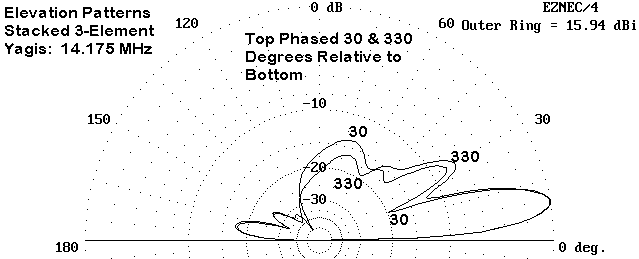 Elevation Patterns
Stacked 3-Element
Yagis: 14.175 MHz
120
0 dB
60
EZNEC/4
Outer Ring = 15.94 dBi
Top Phased 30 & 330
Degrees Relative to
Bottom
-10
150
30
30
330
-20
330
-30
30
180
0 deg.